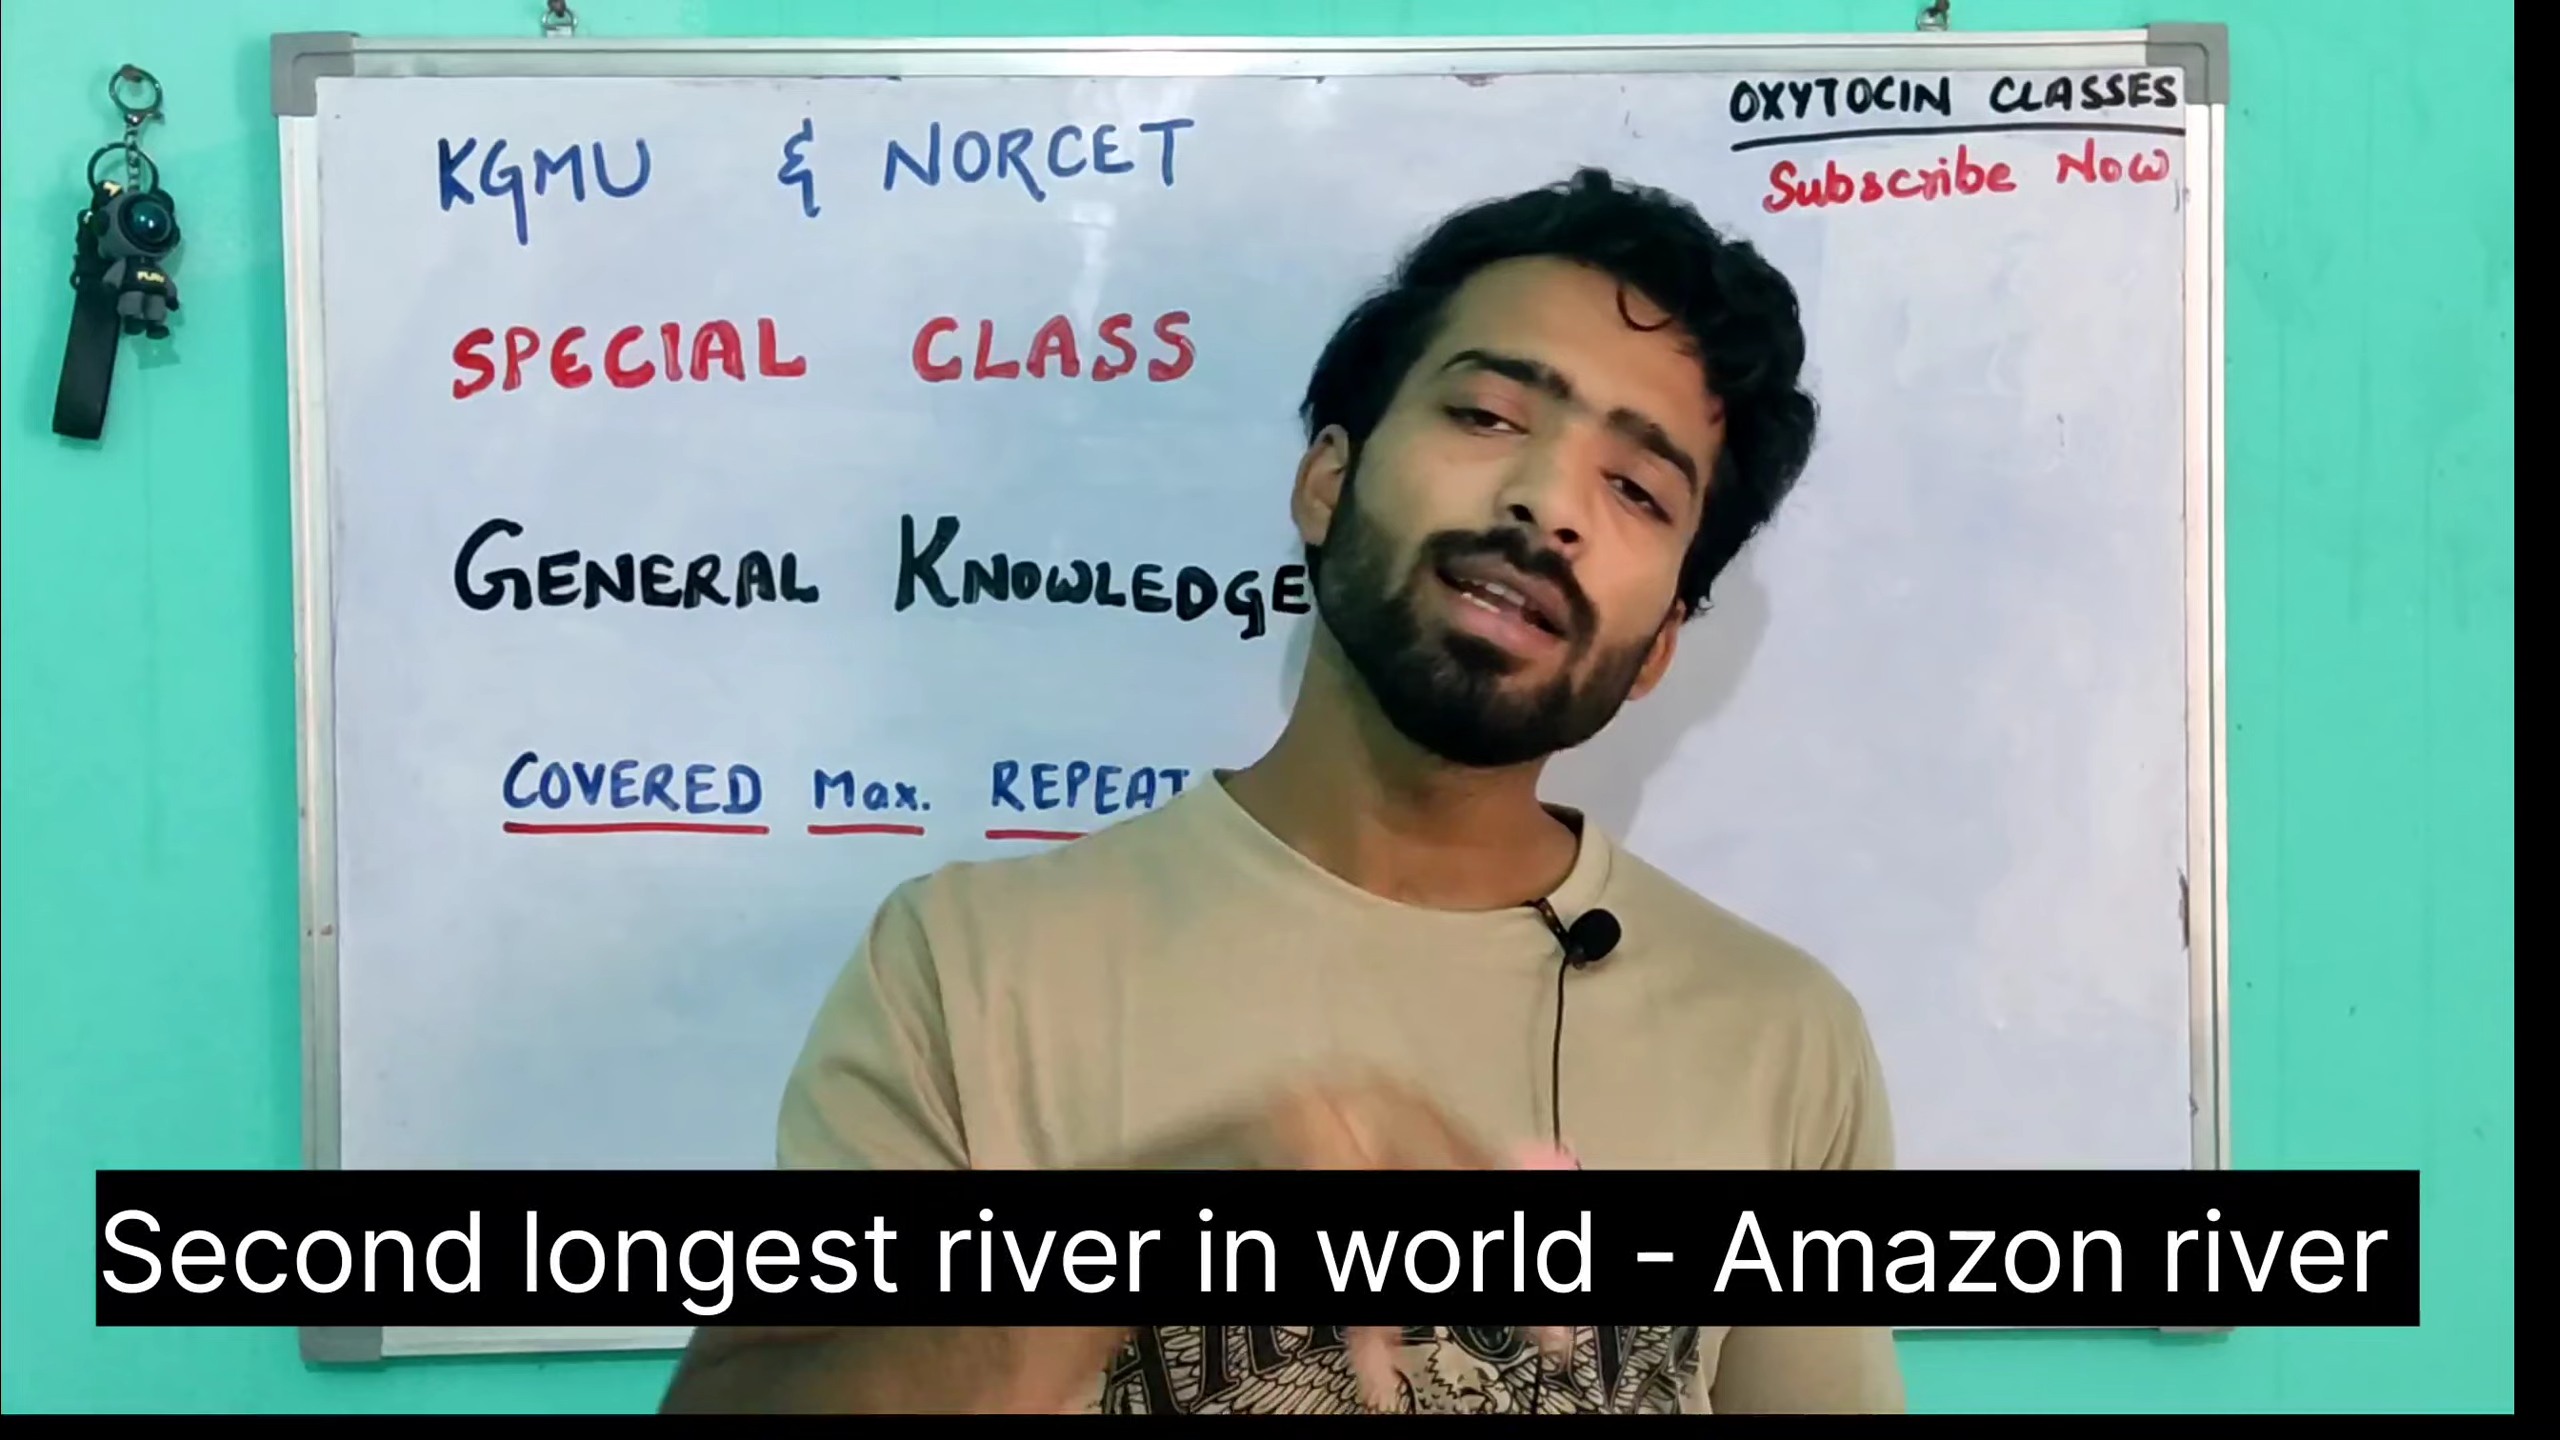 OXYTOCIN CLASSES
Subscribe Now
KGMU & NORCET
SPECIAL CLASS
GENERAL KNOWLEDGE
COVERED Max. REPEAT
Second longest river in world - Amazon river